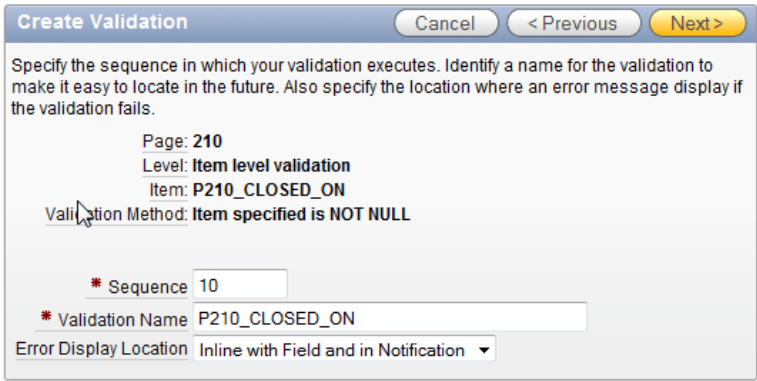 Create Validation
Cancel
< Previous
Next >
Specify the sequence in which your validation executes. Identify a name for the validation to
make it easy to locate in the future. Also specify the location where an error message display if
the validation fails.
Page: 210
Level: Item level validation
Item: P210_CLOSED_ON
Validation Method: Item specified is NOT NULL
* Sequence 10
* Validation Name P210_CLOSED_ON
Error Display Location Inline with Field and in Notification